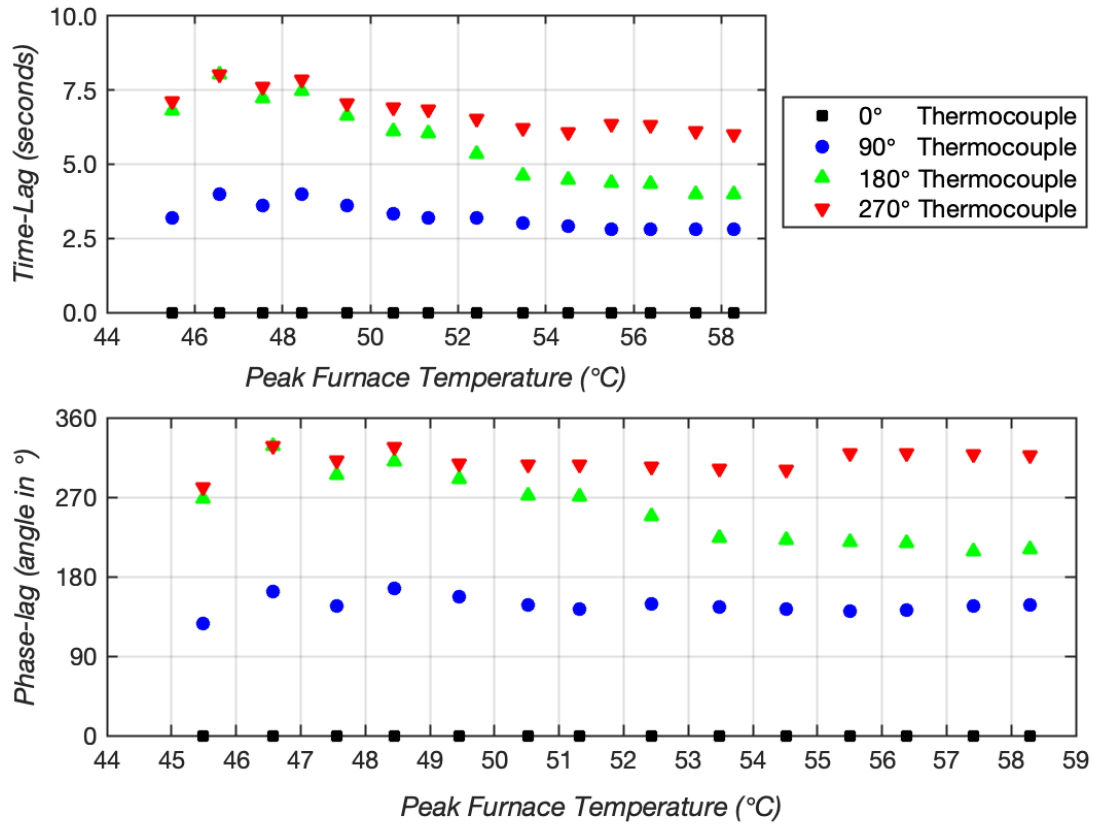 10.0
7.5
5.0
2.5
0.0
Time-Lag (seconds)
44 46 48 50 52 54 56 58
Peak Furnace Temperature (°C)
0° Thermocouple
90° Thermocouple
180° Thermocouple
270° Thermocouple
360
270
180
90
0
Phase-lag (angle in °)
44 45 46 47 48 49 50 51 52 53 54 55 56 57 58 59
Peak Furnace Temperature (°C)